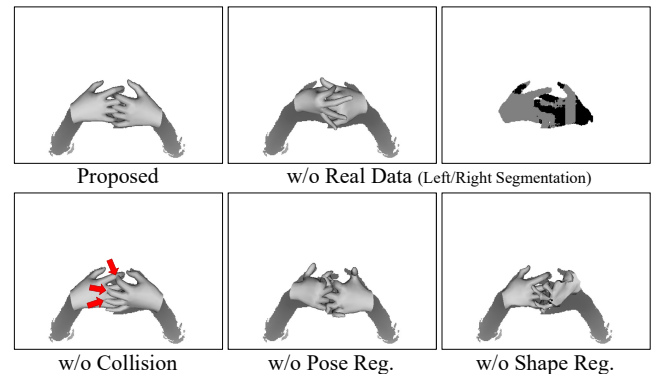 Proposed
w/o Real Data (Left/Right Segmentation)
w/o Collision
w/o Pose Reg.
w/o Shape Reg.